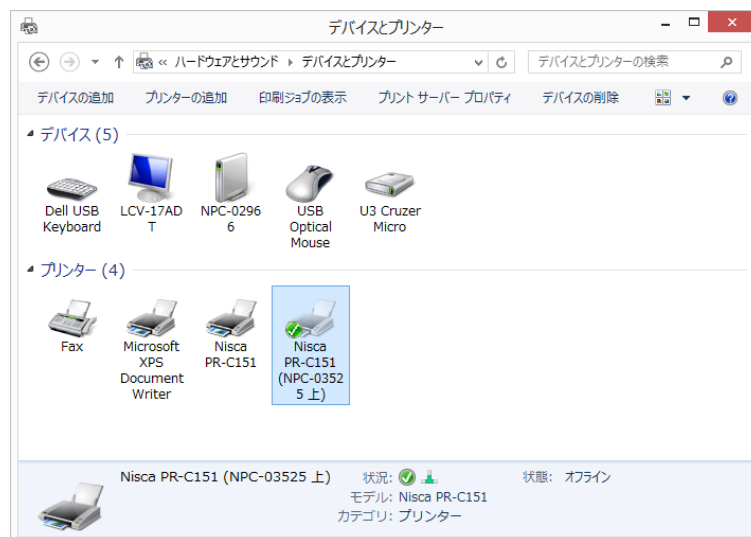 デバイスとプリンター
« ハードウェアとサウンド デバイスとプリンター デバイスとプリンターの検索
デバイスの追加 プリンターの追加 印刷ジョブの表示 プリント サーバー プロパティ デバイスの削除
デバイス (5)
Dell USB
Keyboard
LCV-17AD
T
NPC-0296
6
USB
Optical
Mouse
U3 Cruzer
Micro
プリンター (4)
Fax
Microsoft
XPS
Document
Writer
Nisca
PR-C151
Nisca
PR-C151
(NPC-0352
5 上)
Nisca PR-C151 (NPC-03525 上) 状況: 状態: オフライン
モデル: Nisca PR-C151
カテゴリ: プリンター